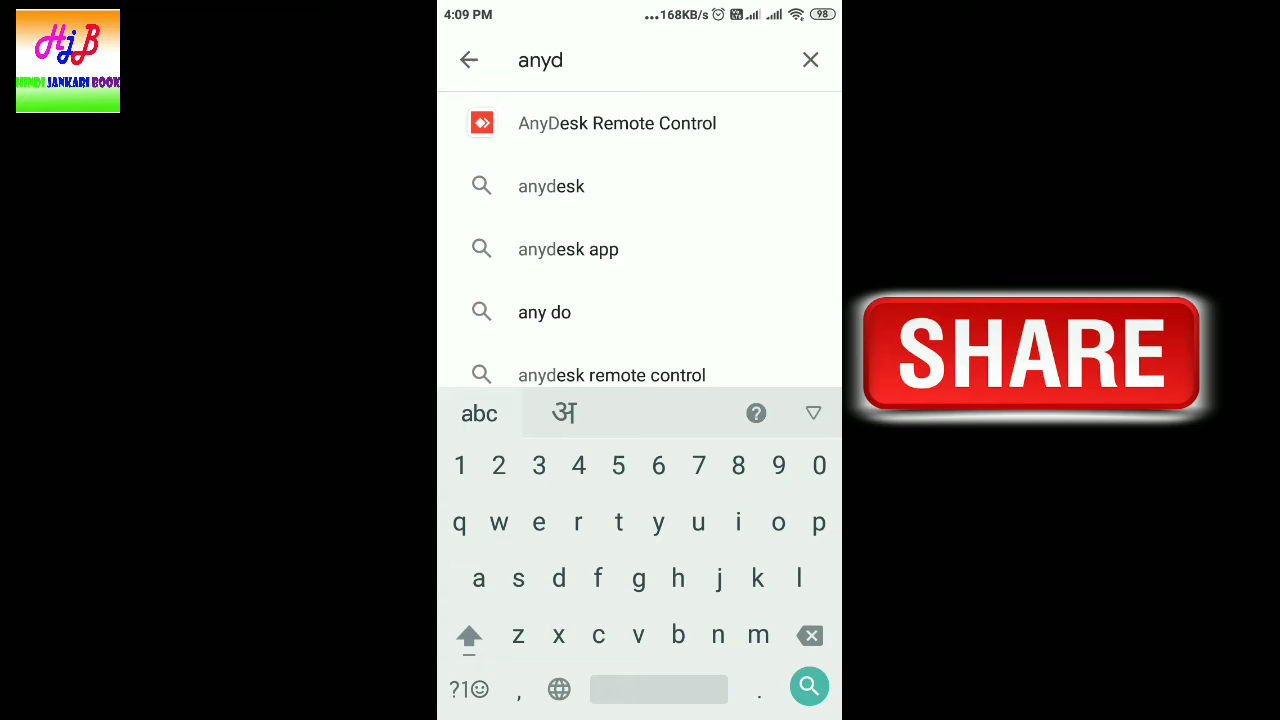 HjB
HINDI JANKARI BOOK
4:09 PM
...168KB/s
98
anyd
AnyDesk Remote Control
anydesk
anydesk app
any do
anydesk remote control
SHARE
abc अ ?
1 2 3 4 5 6 7 8 9 0
q w e r t y u i o p
a s d f g h j k l
z x c v b n m
?1☺ , .